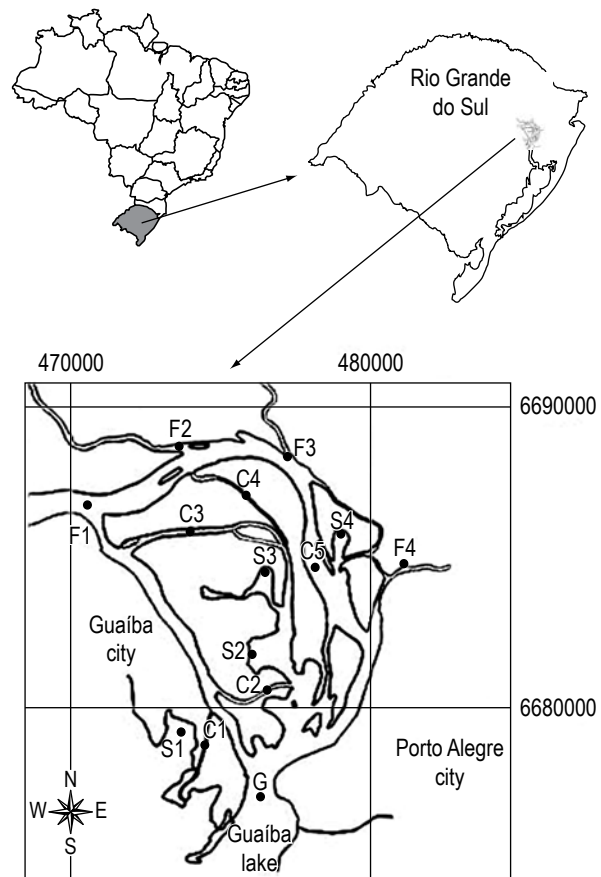 Rio Grande
do Sul
470000
480000
6690000
F2
F3
C4
F1
C3
S4
C5
F4
S3
Guaíba
city
S2
C2
6680000
S1
C1
Porto Alegre
city
N
W
E
S
G
Guaíba
lake